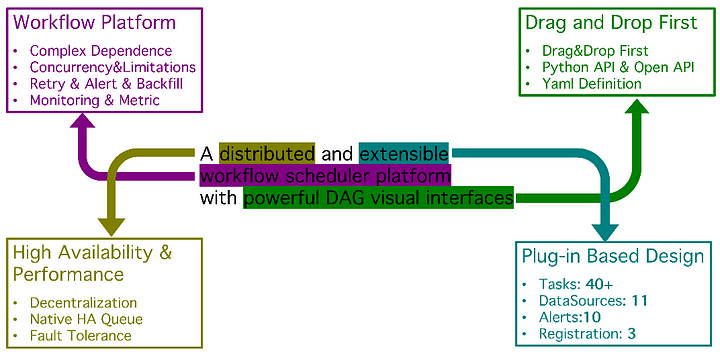 Workflow Platform
• Complex Dependence
• Concurrency&Limitations
• Retry & Alert & Backfill
• Monitoring & Metric
Drag and Drop First
• Drag&Drop First
• Python API & Open API
• Yaml Definition
A distributed and extensible
workflow scheduler platform
with powerful DAG visual interfaces
High Availability &
Performance
• Decentralization
• Native HA Queue
• Fault Tolerance
Plug-in Based Design
• Tasks: 40+
• DataSources: 11
• Alerts:10
• Registration: 3